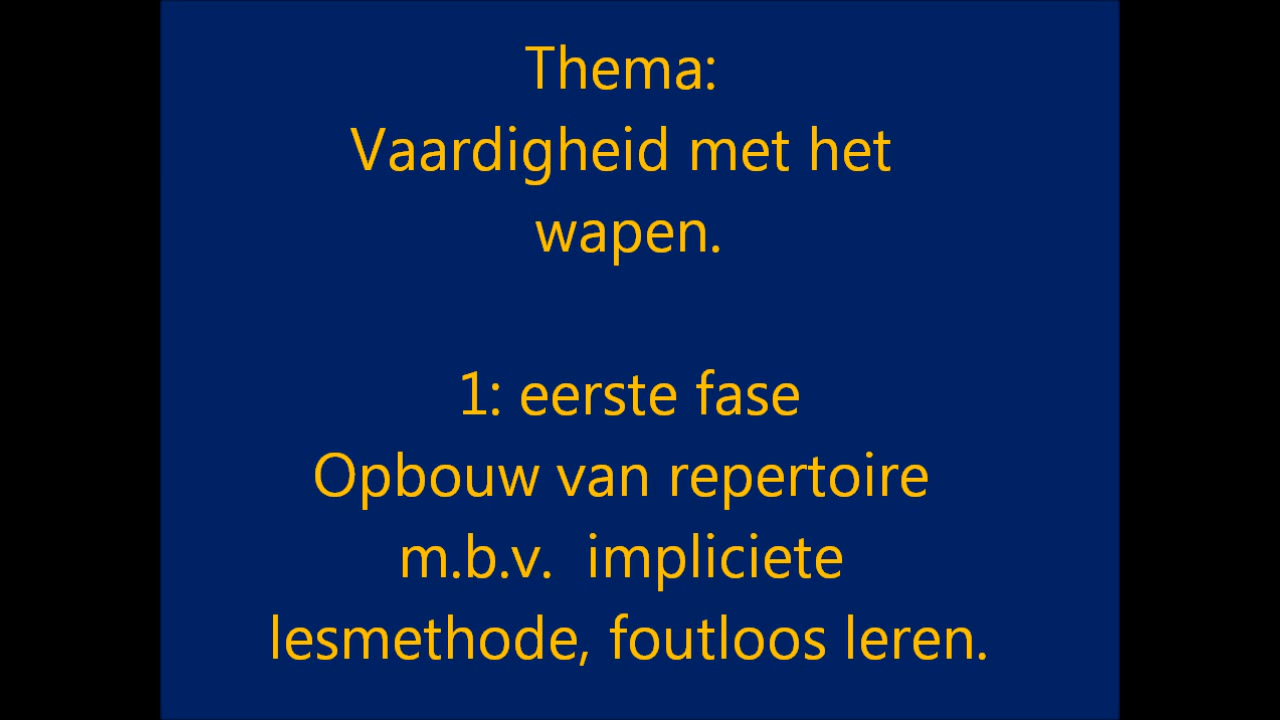 Thema:
Vaardigheid met het
wapen.
1: eerste fase
Opbouw van repertoire
m.b.v.  impliciete
lesmethode, foutloos leren.